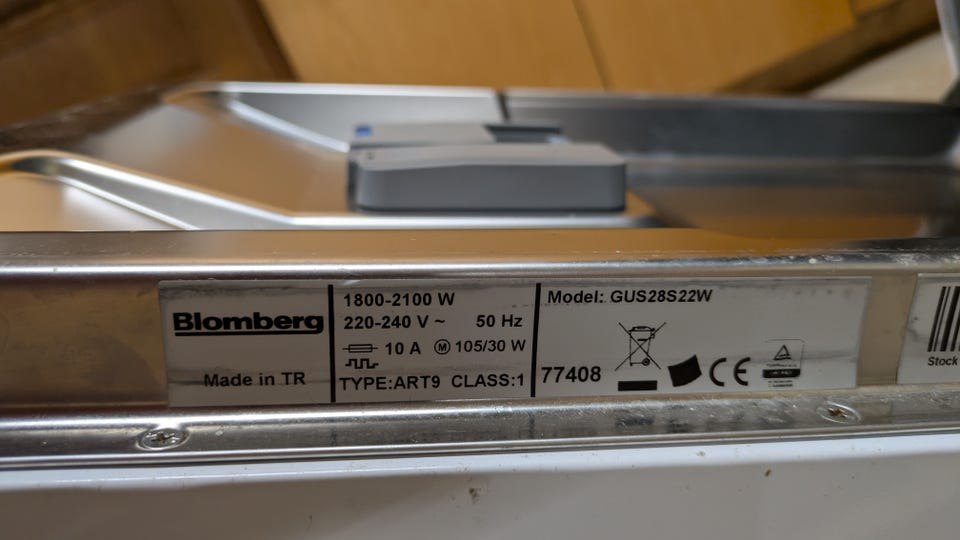 Blomberg
Made in TR
1800-2100 W
220-240 V ~ 50 Hz
10 A M 105/30 W
TYPE:ART9 CLASS:1
Model: GUS28S22W
77408
CE
Stock